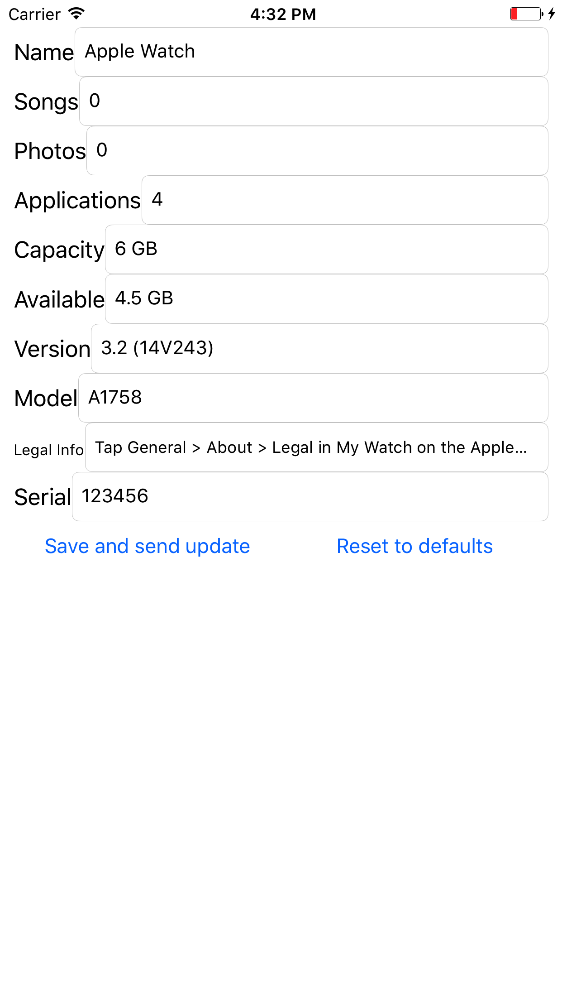 Carrier 4:32 PM
Name Apple Watch
Songs 0
Photos 0
Applications 4
Capacity 6 GB
Available 4.5 GB
Version 3.2 (14V243)
Model A1758
Legal Info Tap General > About > Legal in My Watch on the Apple...
Serial 123456
Save and send update Reset to defaults